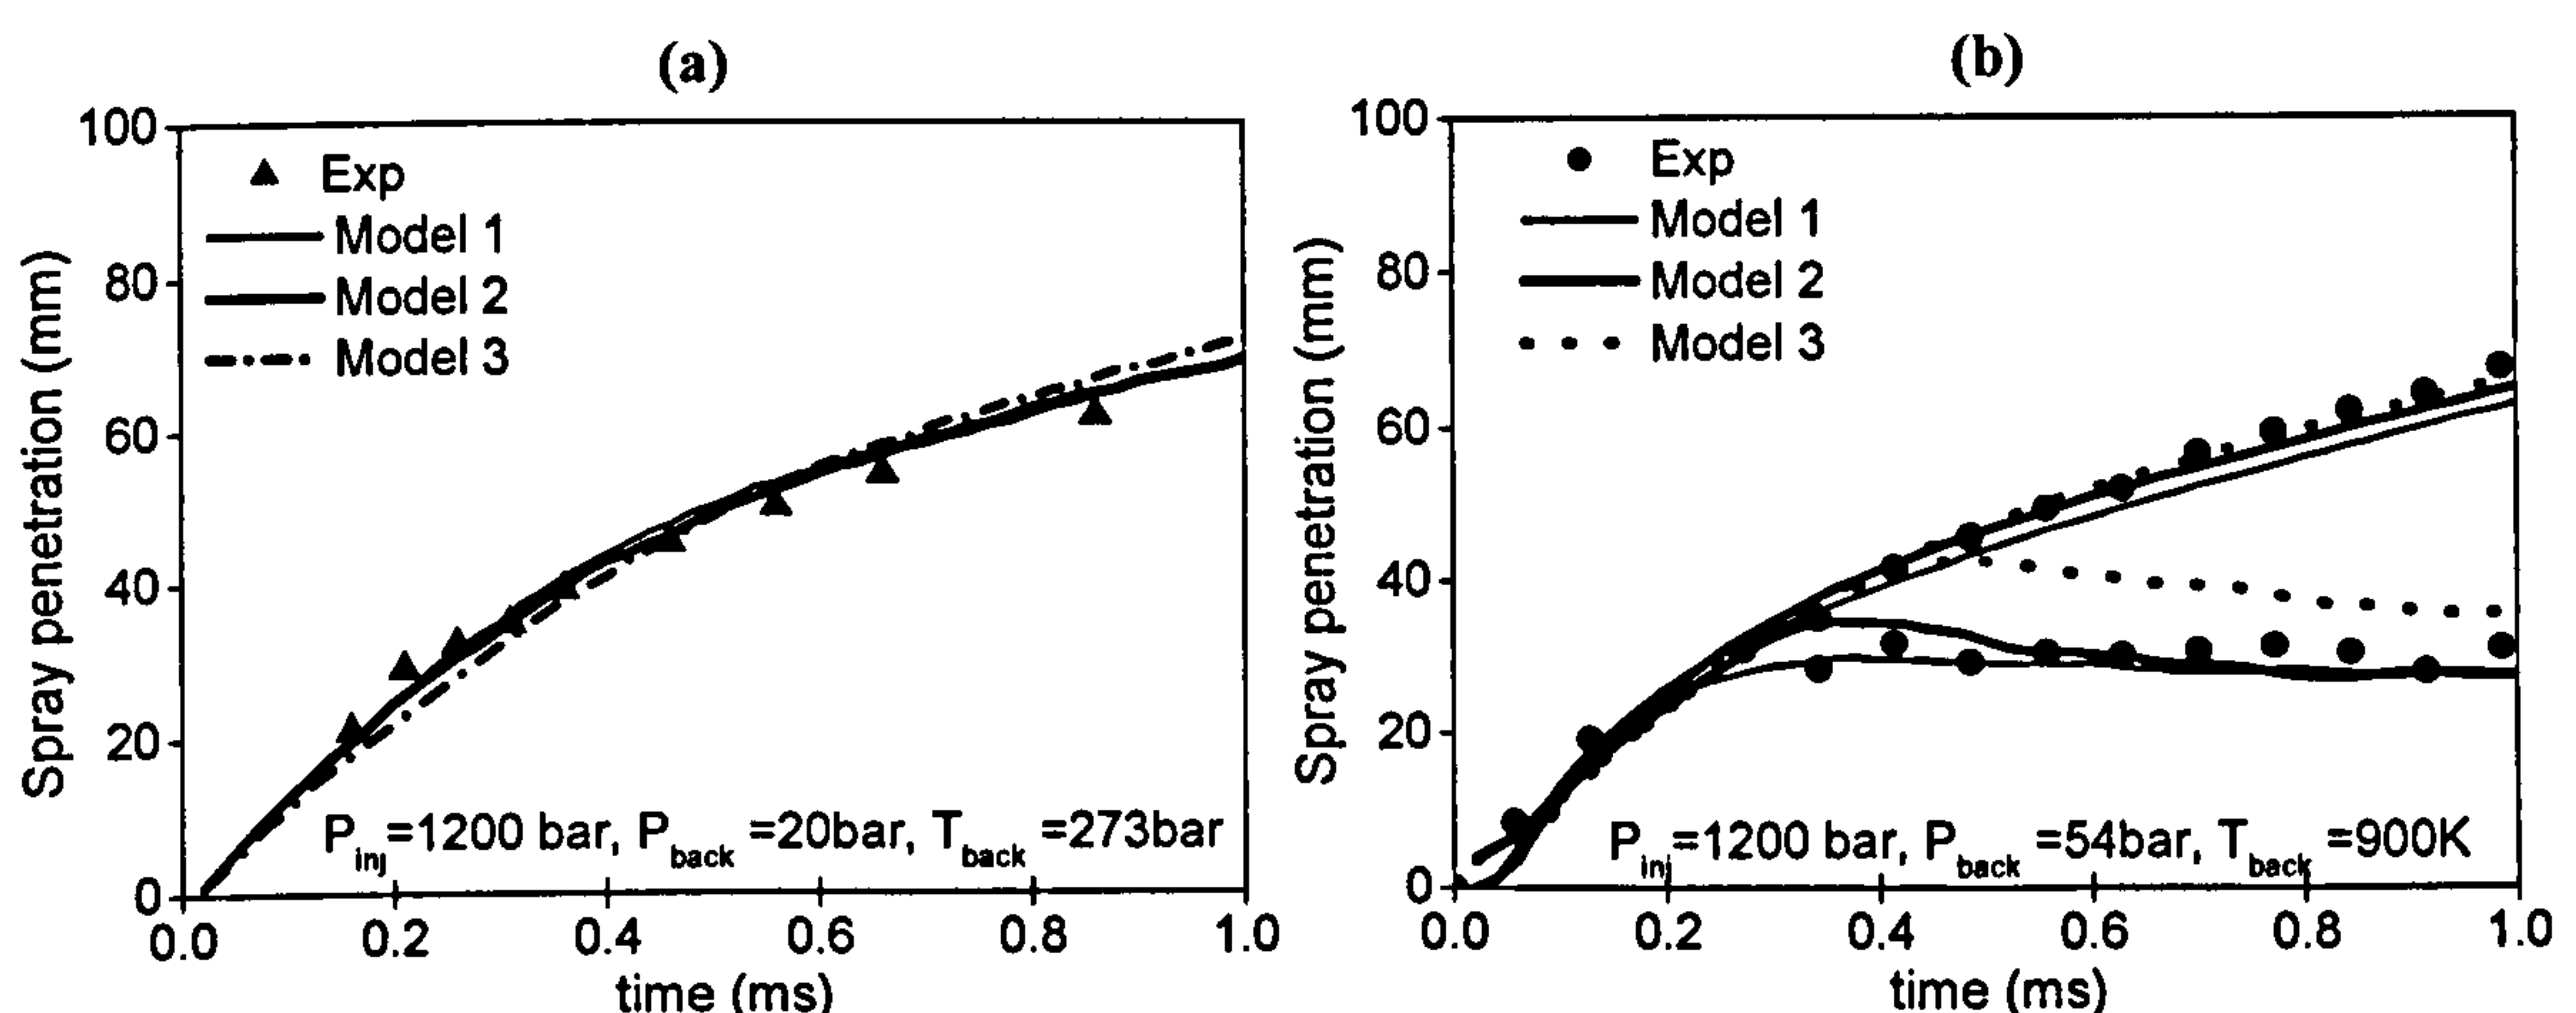 (a)
100
80
60
40
20
0
Spray penetration (mm)
Exp
Model 1
Model 2
Model 3
P_inj=1200 bar, P_back =20bar, T_back =273bar
0.0 0.2 0.4 0.6 0.8 1.0
time (ms)
(b)
100
80
60
40
20
0
Spray penetration (mm)
Exp
Model 1
Model 2
Model 3
P_inj=1200 bar, P_back =54bar, T_back =900K
0.0 0.2 0.4 0.6 0.8 1.0
time (ms)